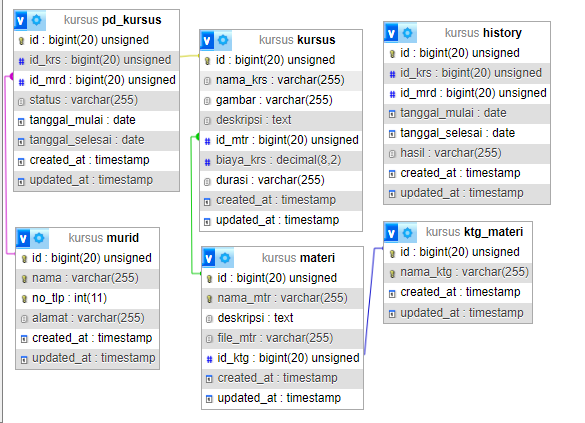 kursus pd_kursus
id : bigint(20) unsigned
id_krs : bigint(20) unsigned
id_mrd : bigint(20) unsigned
status : varchar(255)
tanggal_mulai : date
tanggal_selesai : date
created_at : timestamp
updated_at : timestamp
kursus kursus
id : bigint(20) unsigned
nama_krs : varchar(255)
gambar : varchar(255)
deskripsi : text
id_mtr : bigint(20) unsigned
biaya_krs : decimal(8,2)
durasi : varchar(255)
created_at : timestamp
updated_at : timestamp
kursus history
id : bigint(20) unsigned
id_krs : bigint(20) unsigned
id_mrd : bigint(20) unsigned
tanggal_mulai : date
tanggal_selesai : date
hasil : varchar(255)
created_at : timestamp
updated_at : timestamp
kursus murid
id : bigint(20) unsigned
nama : varchar(255)
no_tlp : int(11)
alamat : varchar(255)
created_at : timestamp
updated_at : timestamp
kursus materi
id : bigint(20) unsigned
nama_mtr : varchar(255)
deskripsi : text
file_mtr : varchar(255)
id_ktg : bigint(20) unsigned
created_at : timestamp
updated_at : timestamp
kursus ktg_materi
id : bigint(20) unsigned
nama_ktg : varchar(255)
created_at : timestamp
updated_at : timestamp